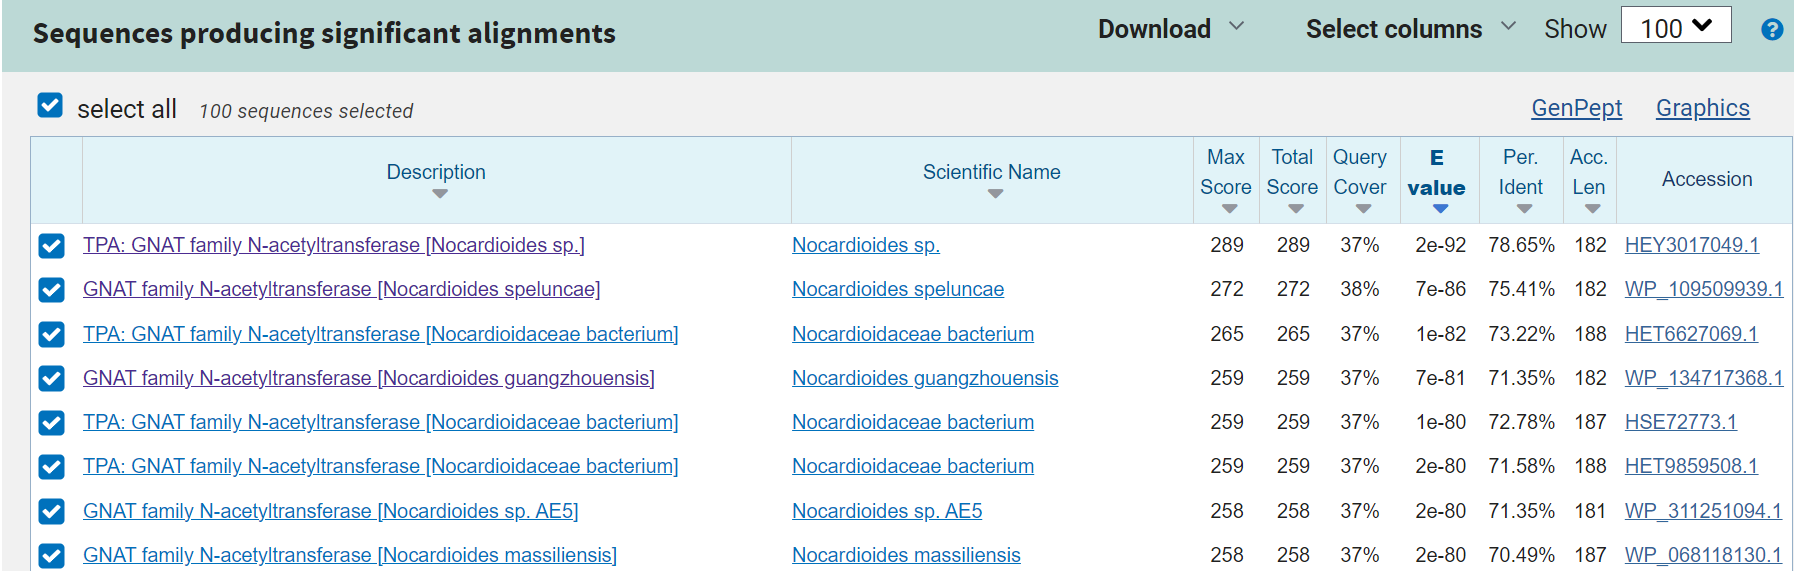 Sequences producing significant alignments Download Select columns Show 100
select all 100 sequences selected GenPept Graphics
Description Scientific Name Max Score Total Score Query Cover E value Per. Ident Acc. Len Accession
TPA: GNAT family N-acetyltransferase [Nocardioides sp.] Nocardioides sp. 289 289 37% 2e-92 78.65% 182 HEY3017049.1
GNAT family N-acetyltransferase [Nocardioides speluncae] Nocardioides speluncae 272 272 38% 7e-86 75.41% 182 WP_109509939.1
TPA: GNAT family N-acetyltransferase [Nocardioidaceae bacterium] Nocardioidaceae bacterium 265 265 37% 1e-82 73.22% 188 HET6627069.1
GNAT family N-acetyltransferase [Nocardioides guangzhouensis] Nocardioides guangzhouensis 259 259 37% 7e-81 71.35% 182 WP_134717368.1
TPA: GNAT family N-acetyltransferase [Nocardioidaceae bacterium] Nocardioidaceae bacterium 259 259 37% 1e-80 72.78% 187 HSE72773.1
TPA: GNAT family N-acetyltransferase [Nocardioidaceae bacterium] Nocardioidaceae bacterium 259 259 37% 2e-80 71.58% 188 HET9859508.1
GNAT family N-acetyltransferase [Nocardioides sp. AE5] Nocardioides sp. AE5 258 258 37% 2e-80 71.35% 181 WP_311251094.1
GNAT family N-acetyltransferase [Nocardioides massiliensis] Nocardioides massiliensis 258 258 37% 2e-80 70.49% 187 WP_068118130.1